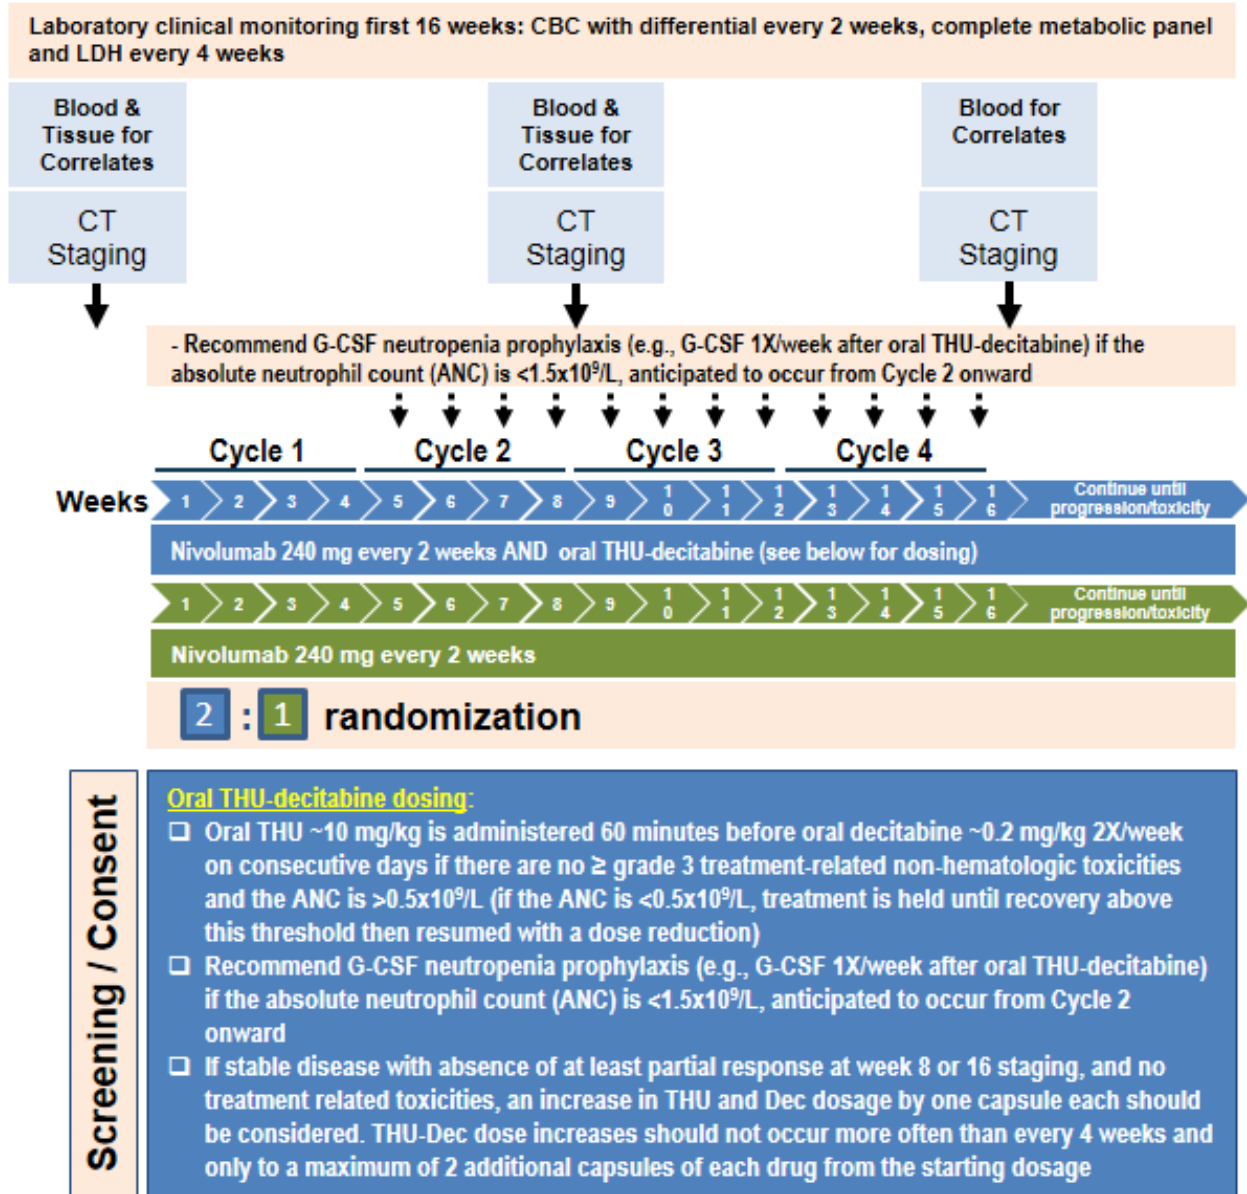 Laboratory clinical monitoring first 16 weeks: CBC with differential every 2 weeks, complete metabolic panel
and LDH every 4 weeks
Blood &
Tissue for
Correlates
Blood &
Tissue for
Correlates
Blood for
Correlates
CT
Staging
CT
Staging
CT
Staging
- Recommend G-CSF neutropenia prophylaxis (e.g., G-CSF 1X/week after oral THU-decitabine) if the
absolute neutrophil count (ANC) is <1.5x10⁹/L, anticipated to occur from Cycle 2 onward
Cycle 1 Cycle 2 Cycle 3 Cycle 4
Weeks 1 2 3 4 5 6 7 8 9 10 11 12 13 14 15 16 Continue until
progression/toxicity
Nivolumab 240 mg every 2 weeks AND oral THU-decitabine (see below for dosing)
1 2 3 4 5 6 7 8 9 10 11 12 13 14 15 16 Continue until
progression/toxicity
Nivolumab 240 mg every 2 weeks
2 : 1 randomization
Screening / Consent
Oral THU-decitabine dosing:
❑ Oral THU ~10 mg/kg is administered 60 minutes before oral decitabine ~0.2 mg/kg 2X/week
on consecutive days if there are no ≥ grade 3 treatment-related non-hematologic toxicities
and the ANC is >0.5x10⁹/L (if the ANC is <0.5x10⁹/L, treatment is held until recovery above
this threshold then resumed with a dose reduction)
❑ Recommend G-CSF neutropenia prophylaxis (e.g., G-CSF 1X/week after oral THU-decitabine)
if the absolute neutrophil count (ANC) is <1.5x10⁹/L, anticipated to occur from Cycle 2
onward
❑ If stable disease with absence of at least partial response at week 8 or 16 staging, and no
treatment related toxicities, an increase in THU and Dec dosage by one capsule each should
be considered. THU-Dec dose increases should not occur more often than every 4 weeks and
only to a maximum of 2 additional capsules of each drug from the starting dosage